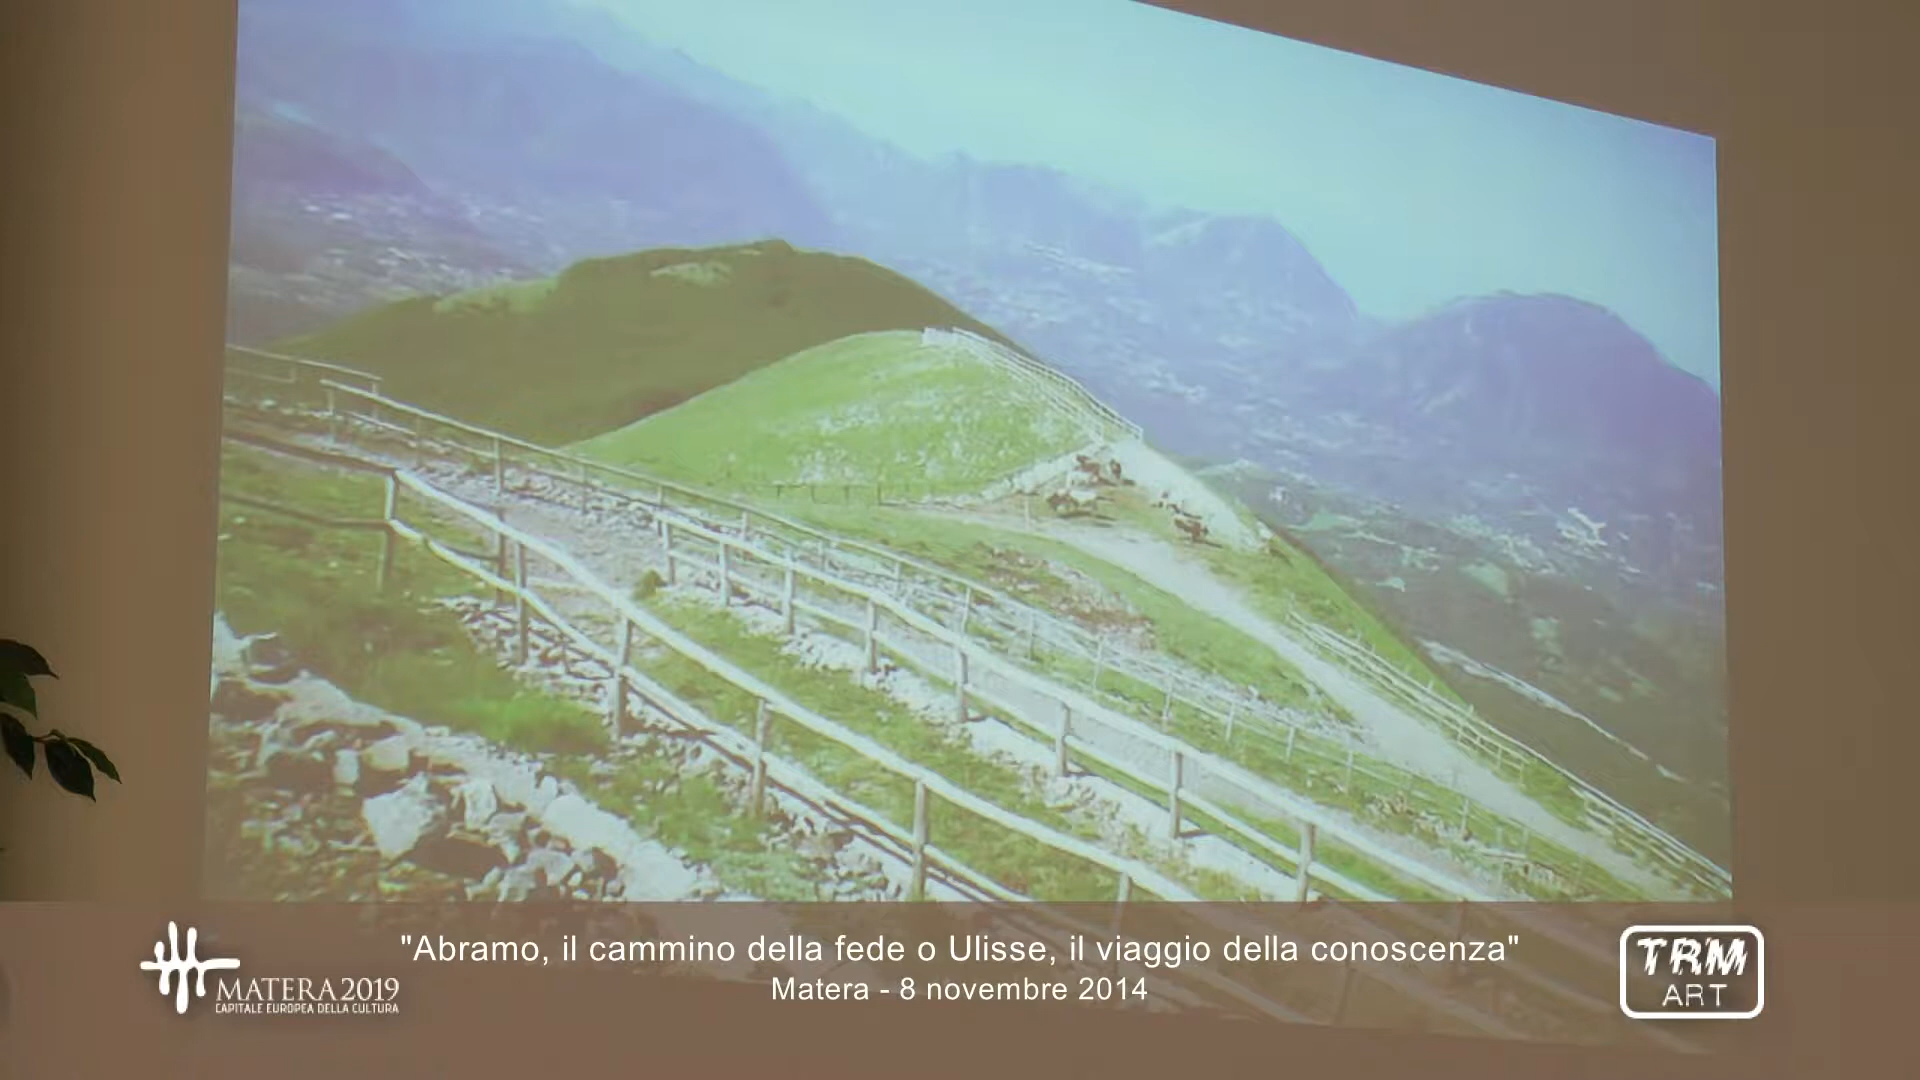 "Abramo, il cammino della fede o Ulisse, il viaggio della conoscenza"
Matera - 8 novembre 2014
MATERA 2019
CAPITALE EUROPEA DELLA CULTURA
TRM
ART